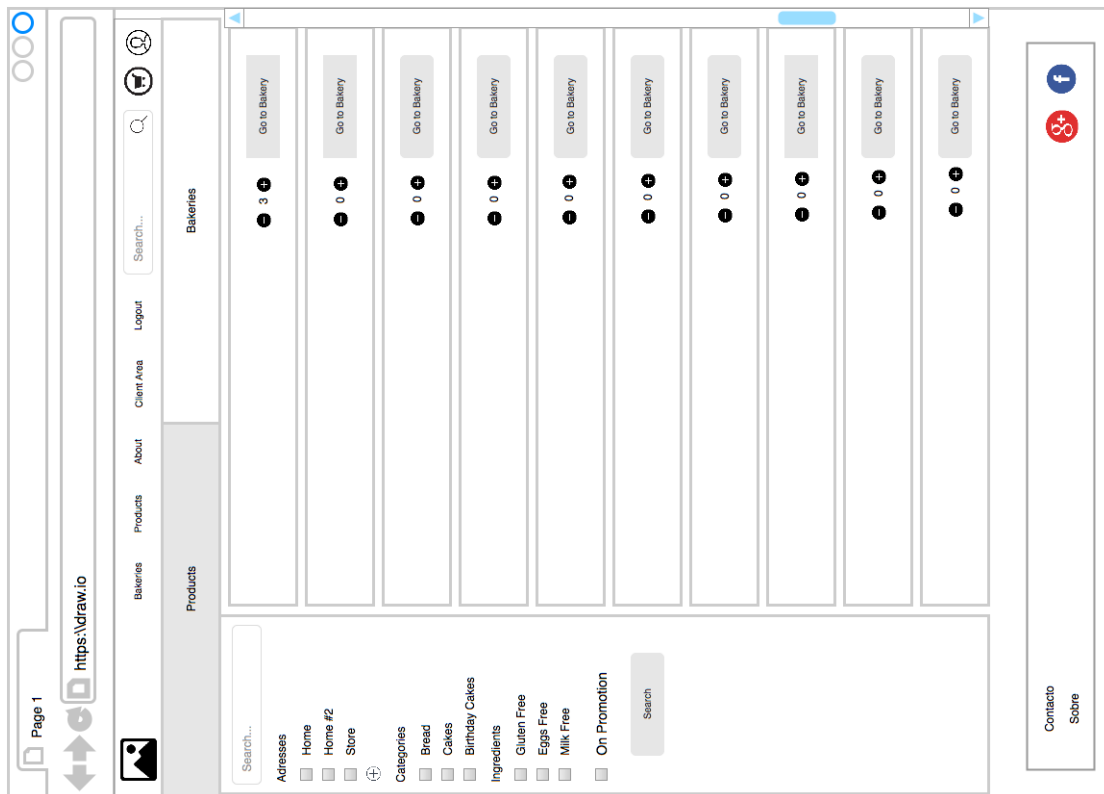 Page 1
https:\\draw.io
Bakeries Products About Client Area Logout Search...
Products Bakeries
Search...
Adresses
Home
Home #2
Store
Categories
Bread
Cakes
Birthday Cakes
Ingredients
Gluten Free
Eggs Free
Milk Free
On Promotion
Search
3 Go to Bakery
0 Go to Bakery
0 Go to Bakery
0 Go to Bakery
0 Go to Bakery
0 Go to Bakery
0 Go to Bakery
0 Go to Bakery
0 Go to Bakery
0 Go to Bakery
Contacto g+ f
Sobre